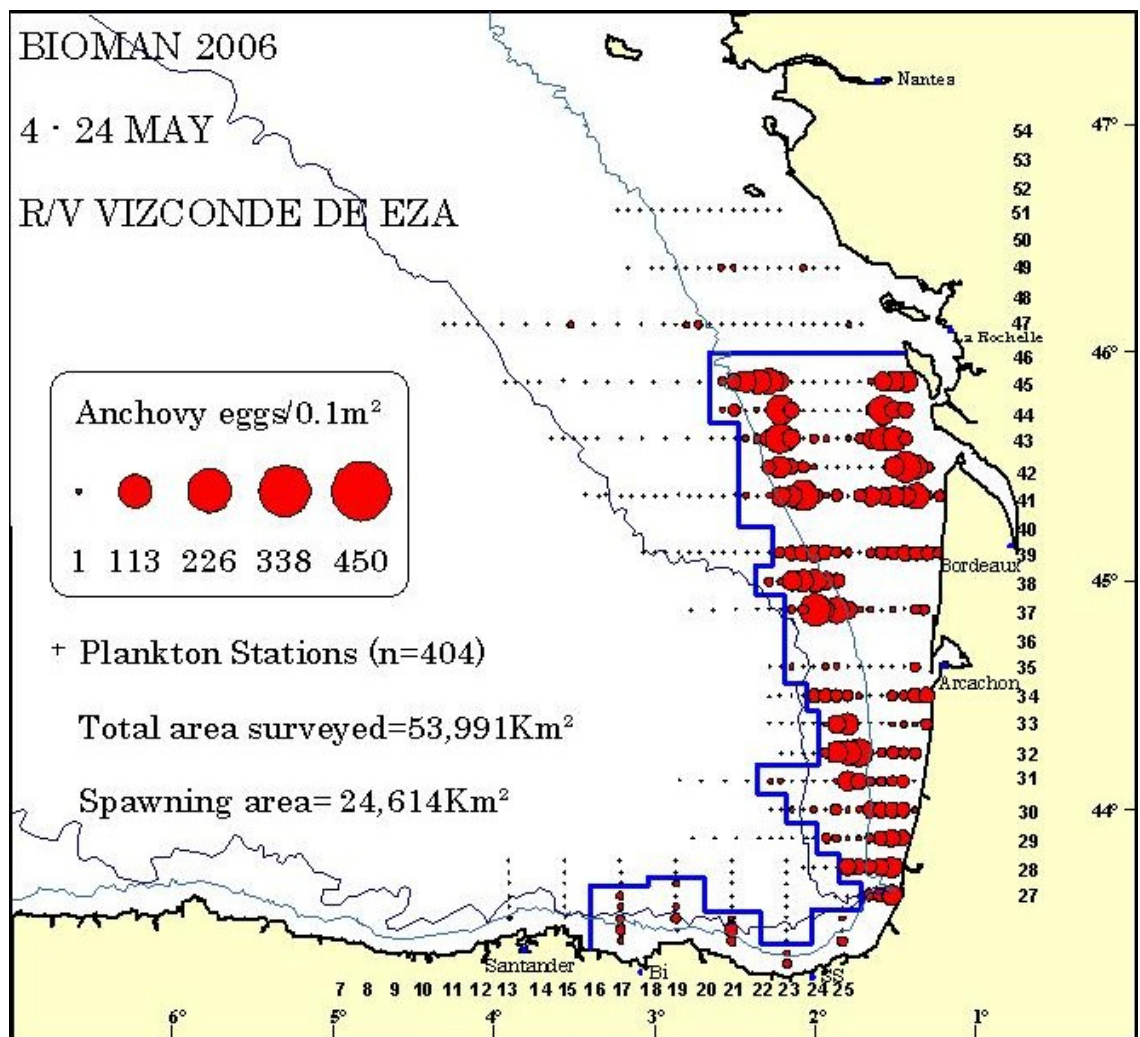 BIOMAN 2006
4 · 24 MAY
R/V VIZCONDE DE EZA
Anchovy eggs/0.1m²
1 113 226 338 450
+ Plankton Stations (n=404)
Total area surveyed=53,991Km²
Spawning area= 24,614Km²
Nantes
La Rochelle
Bordeaux
Arcachon
Santander
Bi
SS
54
53
52
51
50
49
48
47
46
45
44
43
42
41
40
39
38
37
36
35
34
33
32
31
30
29
28
27
47°
46°
45°
44°
7 8 9 10 11 12 13 14 15 16 17 18 19 20 21 22 23 24 25
6° 5° 4° 3° 2° 1°